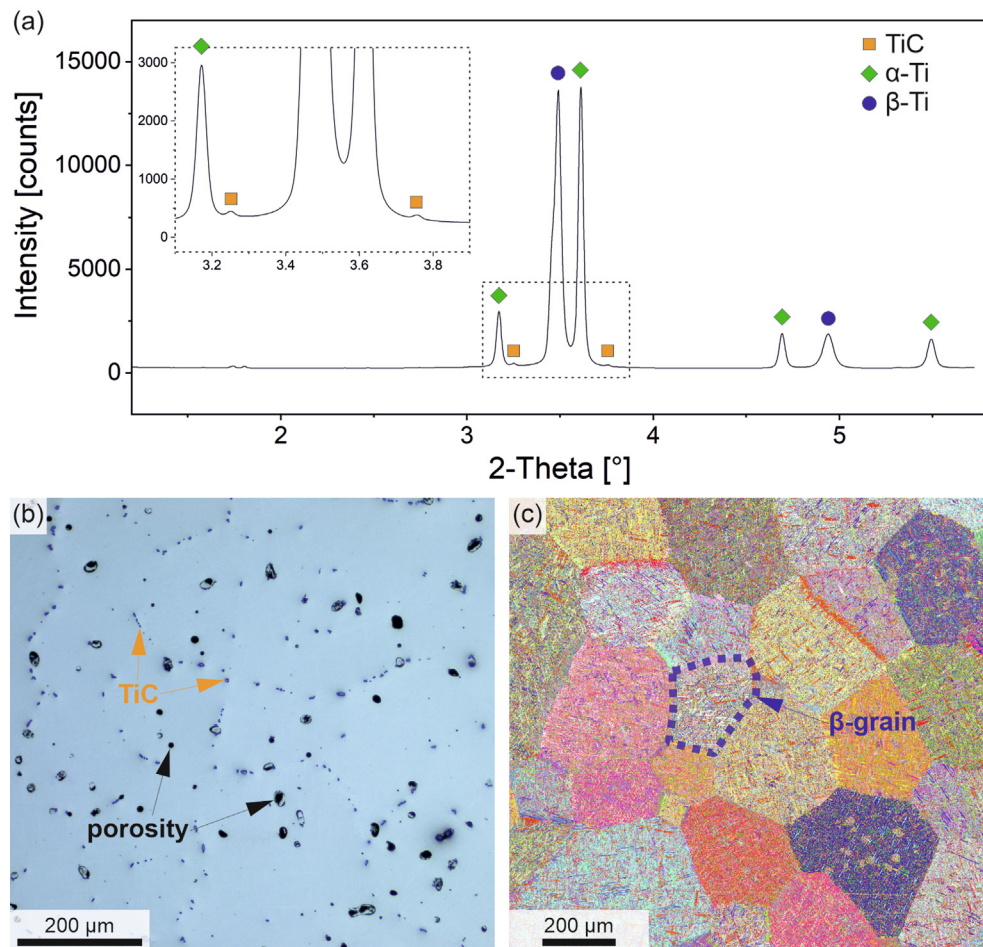 (a)
Intensity [counts]
15000
10000
5000
0
3000
2000
1000
0
3.2
3.4
3.6
3.8
TiC
α-Ti
β-Ti
2
3
4
5
2-Theta [°]
(b)
TiC
porosity
200 µm
(c)
β-grain
200 µm